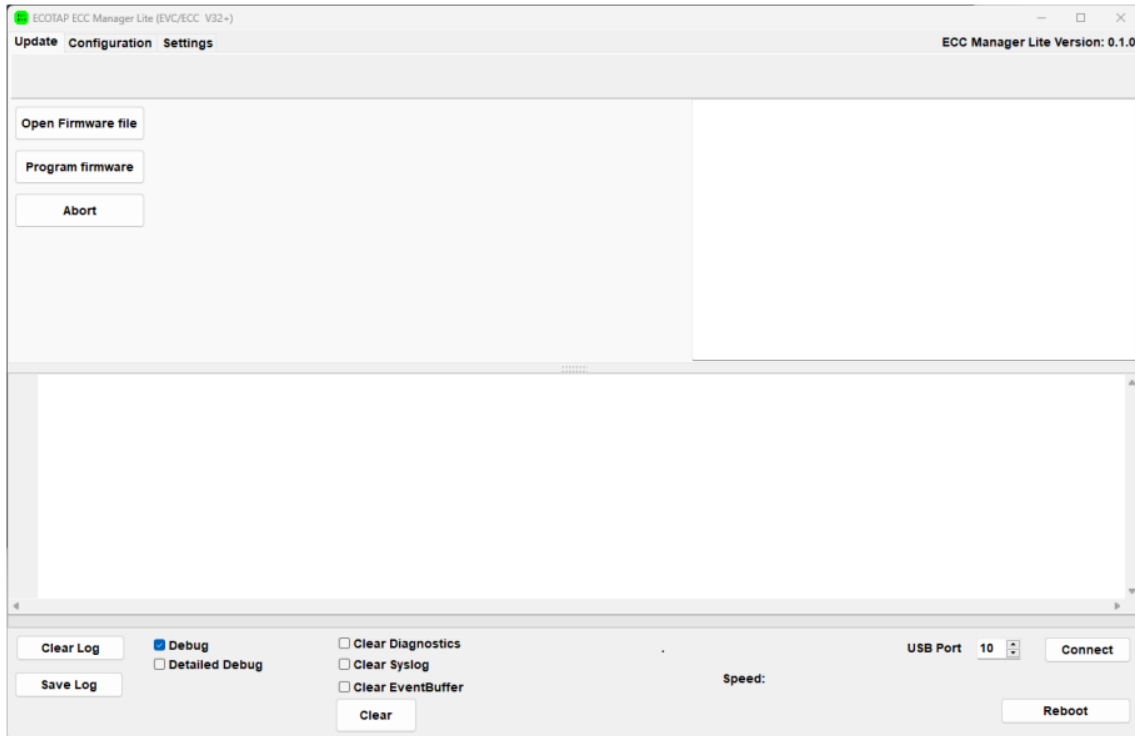 ECOTAP ECC Manager Lite (EVC/ECC V32+)
Update Configuration Settings ECC Manager Lite Version: 0.1.0
Open Firmware file
Program firmware
Abort
Clear Log Debug Clear Diagnostics . USB Port 10 Connect
Detailed Debug Clear Syslog
Save Log Clear EventBuffer Speed:
Clear Reboot